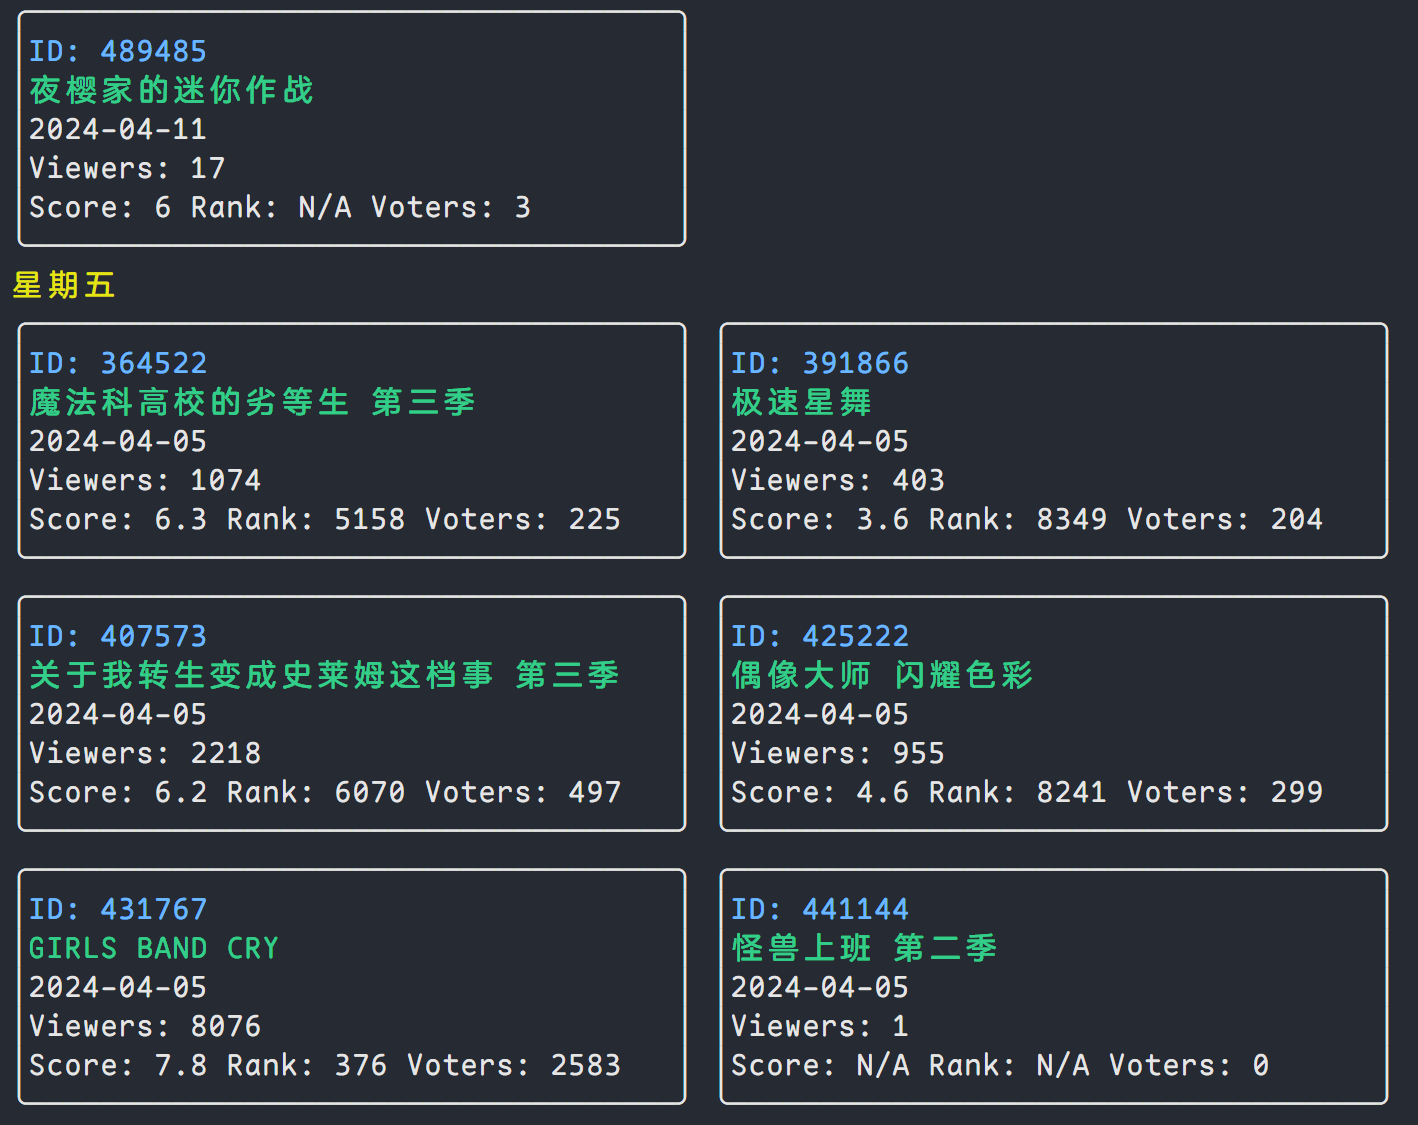 ID: 489485
夜樱家的迷你作战
2024-04-11
Viewers: 17
Score: 6 Rank: N/A Voters: 3
星期五
ID: 364522
魔法科高校的劣等生 第三季
2024-04-05
Viewers: 1074
Score: 6.3 Rank: 5158 Voters: 225
ID: 391866
极速星舞
2024-04-05
Viewers: 403
Score: 3.6 Rank: 8349 Voters: 204
ID: 407573
关于我转生变成史莱姆这档事 第三季
2024-04-05
Viewers: 2218
Score: 6.2 Rank: 6070 Voters: 497
ID: 425222
偶像大师 闪耀色彩
2024-04-05
Viewers: 955
Score: 4.6 Rank: 8241 Voters: 299
ID: 431767
GIRLS BAND CRY
2024-04-05
Viewers: 8076
Score: 7.8 Rank: 376 Voters: 2583
ID: 441144
怪兽上班 第二季
2024-04-05
Viewers: 1
Score: N/A Rank: N/A Voters: 0